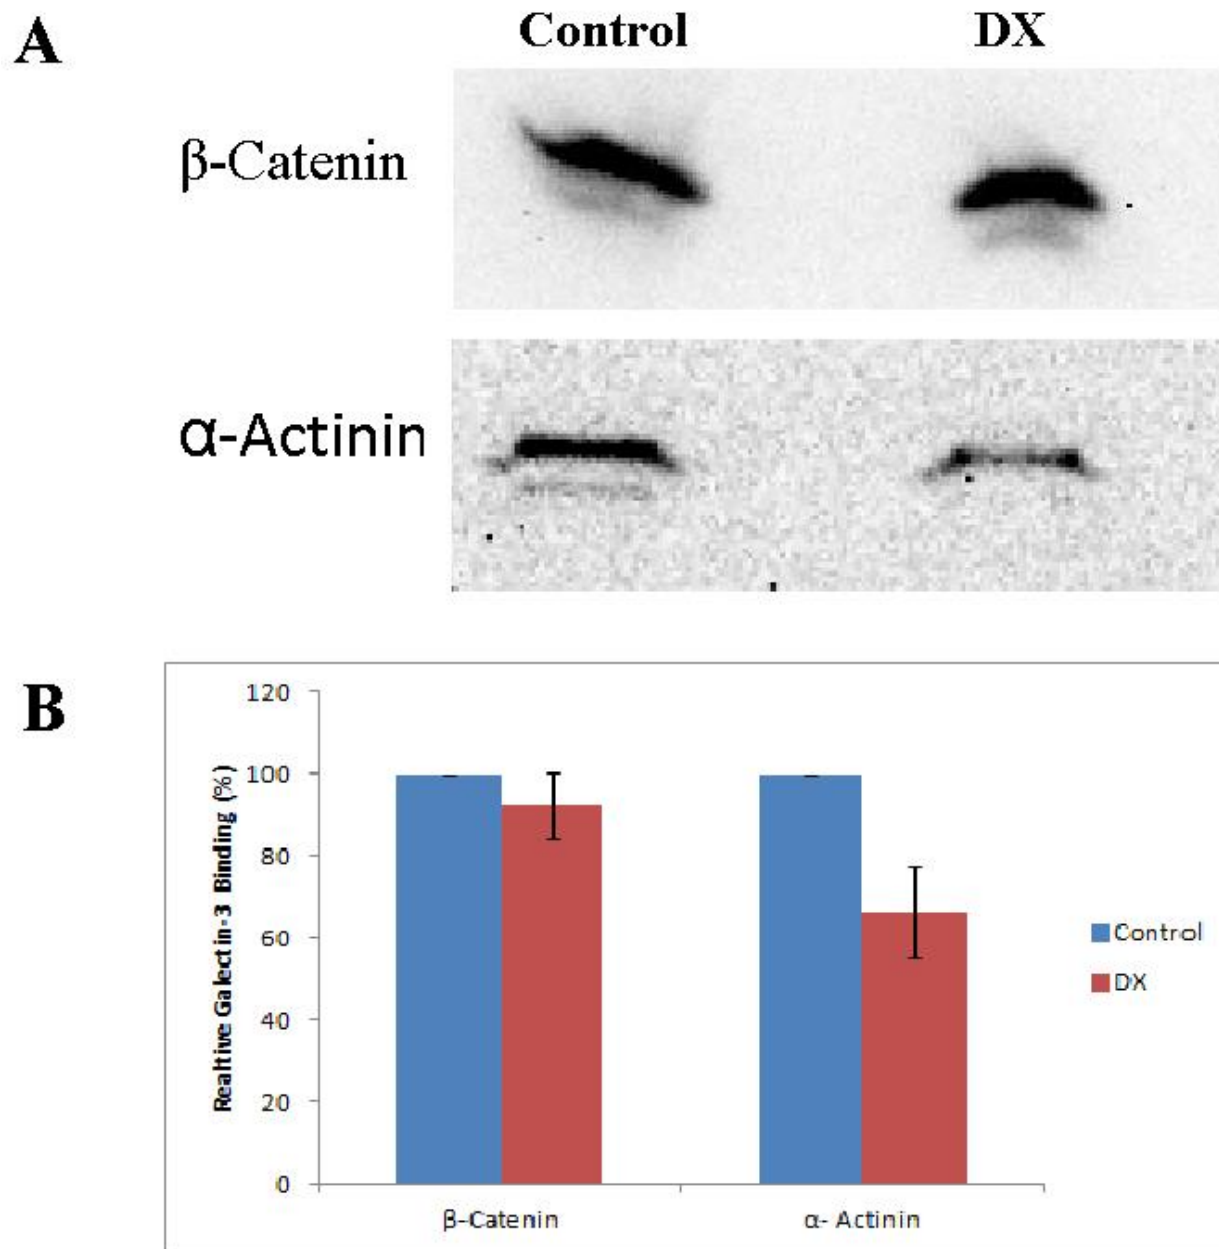 A
Control DX
β-Catenin
α-Actinin
B
Realtive Galectin-3 Binding (%)
120
100
80
60
40
20
0
β-Catenin α- Actinin
Control
DX